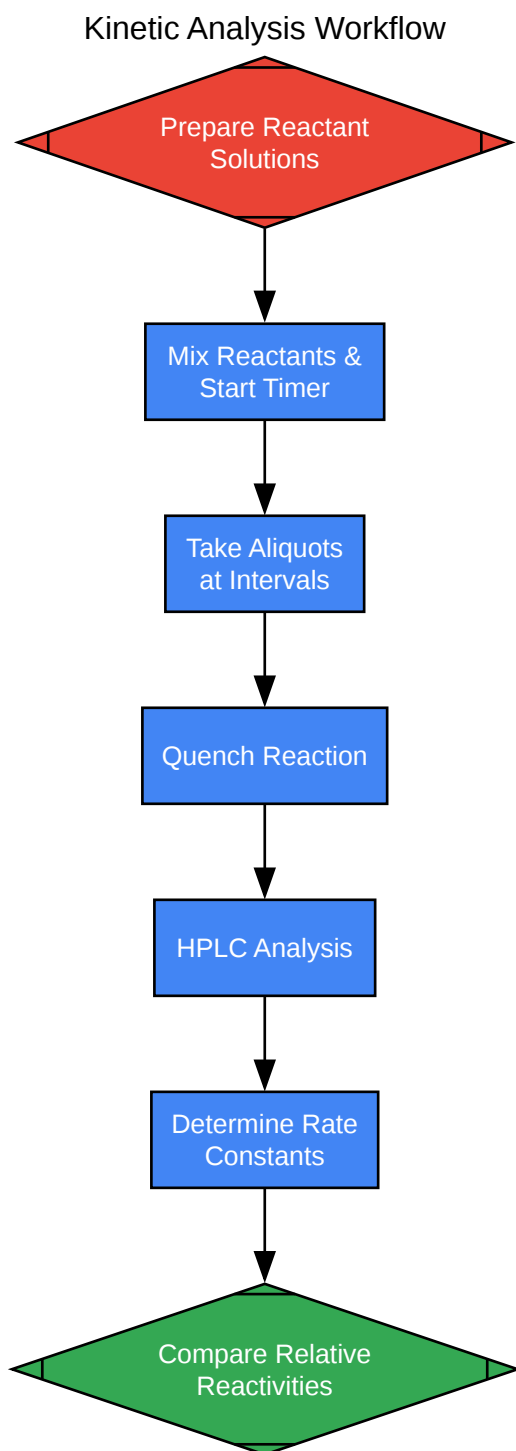 Kinetic Analysis Workflow
Prepare Reactant
Solutions
Mix Reactants &
Start Timer
Take Aliquots
at Intervals
Quench Reaction
HPLC Analysis
Determine Rate
Constants
Compare Relative
Reactivities